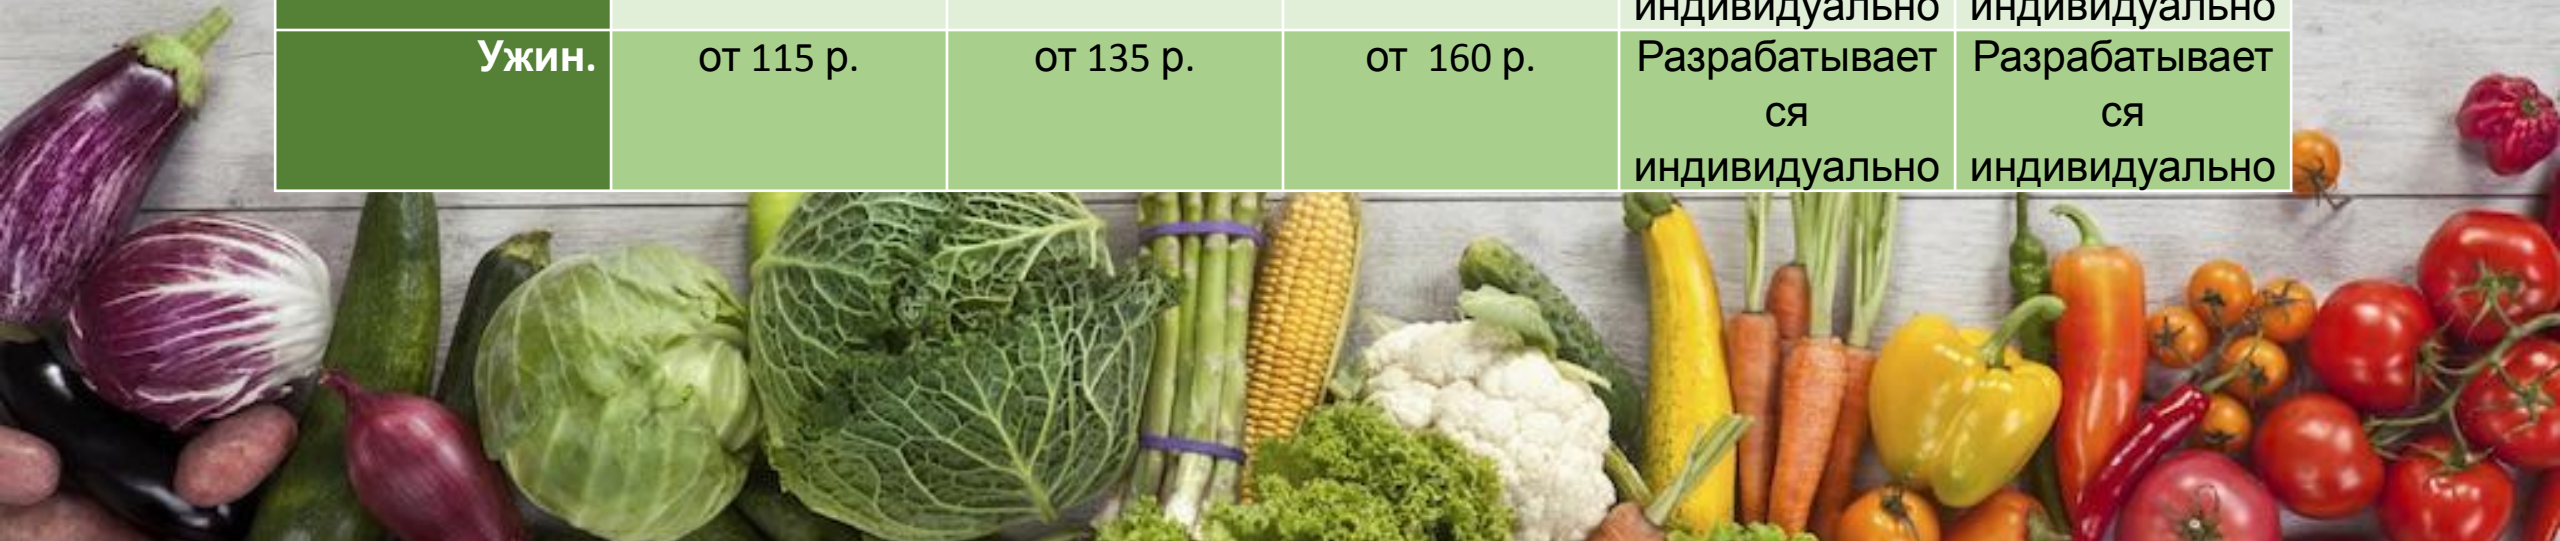 индивидуально индивидуально
Ужин. от 115 р. от 135 р. от 160 р. Разрабатывает Разрабатывает
ся ся
индивидуально индивидуально